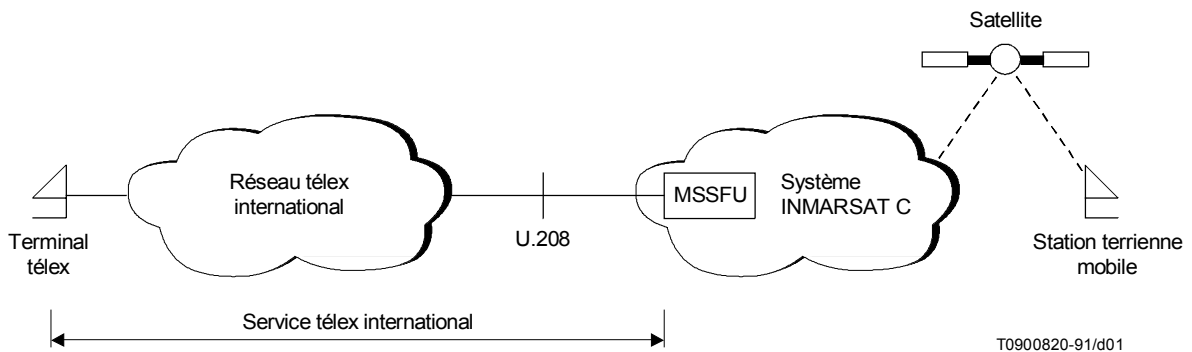 Satellite
Réseau télex
international
MSSFU
Système
INMARSAT C
Terminal
télex
U.208
Station terrienne
mobile
Service télex international
T0900820-91/d01